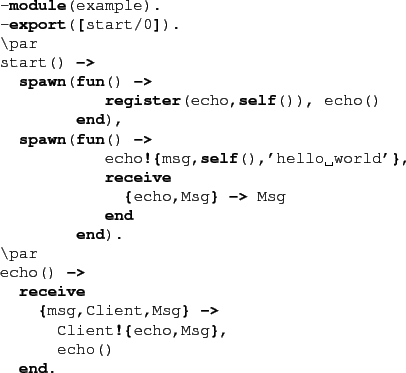 -module(example).
-export([start/0]).
\par
start() ->
  spawn(fun() ->
           register(echo,self()), echo()
        end),
  spawn(fun() ->
           echo!{msg,self(),'hello␣world'},
           receive
             {echo,Msg} -> Msg
           end
        end).
\par
echo() ->
  receive
    {msg,Client,Msg} ->
      Client!{echo,Msg},
      echo()
  end.